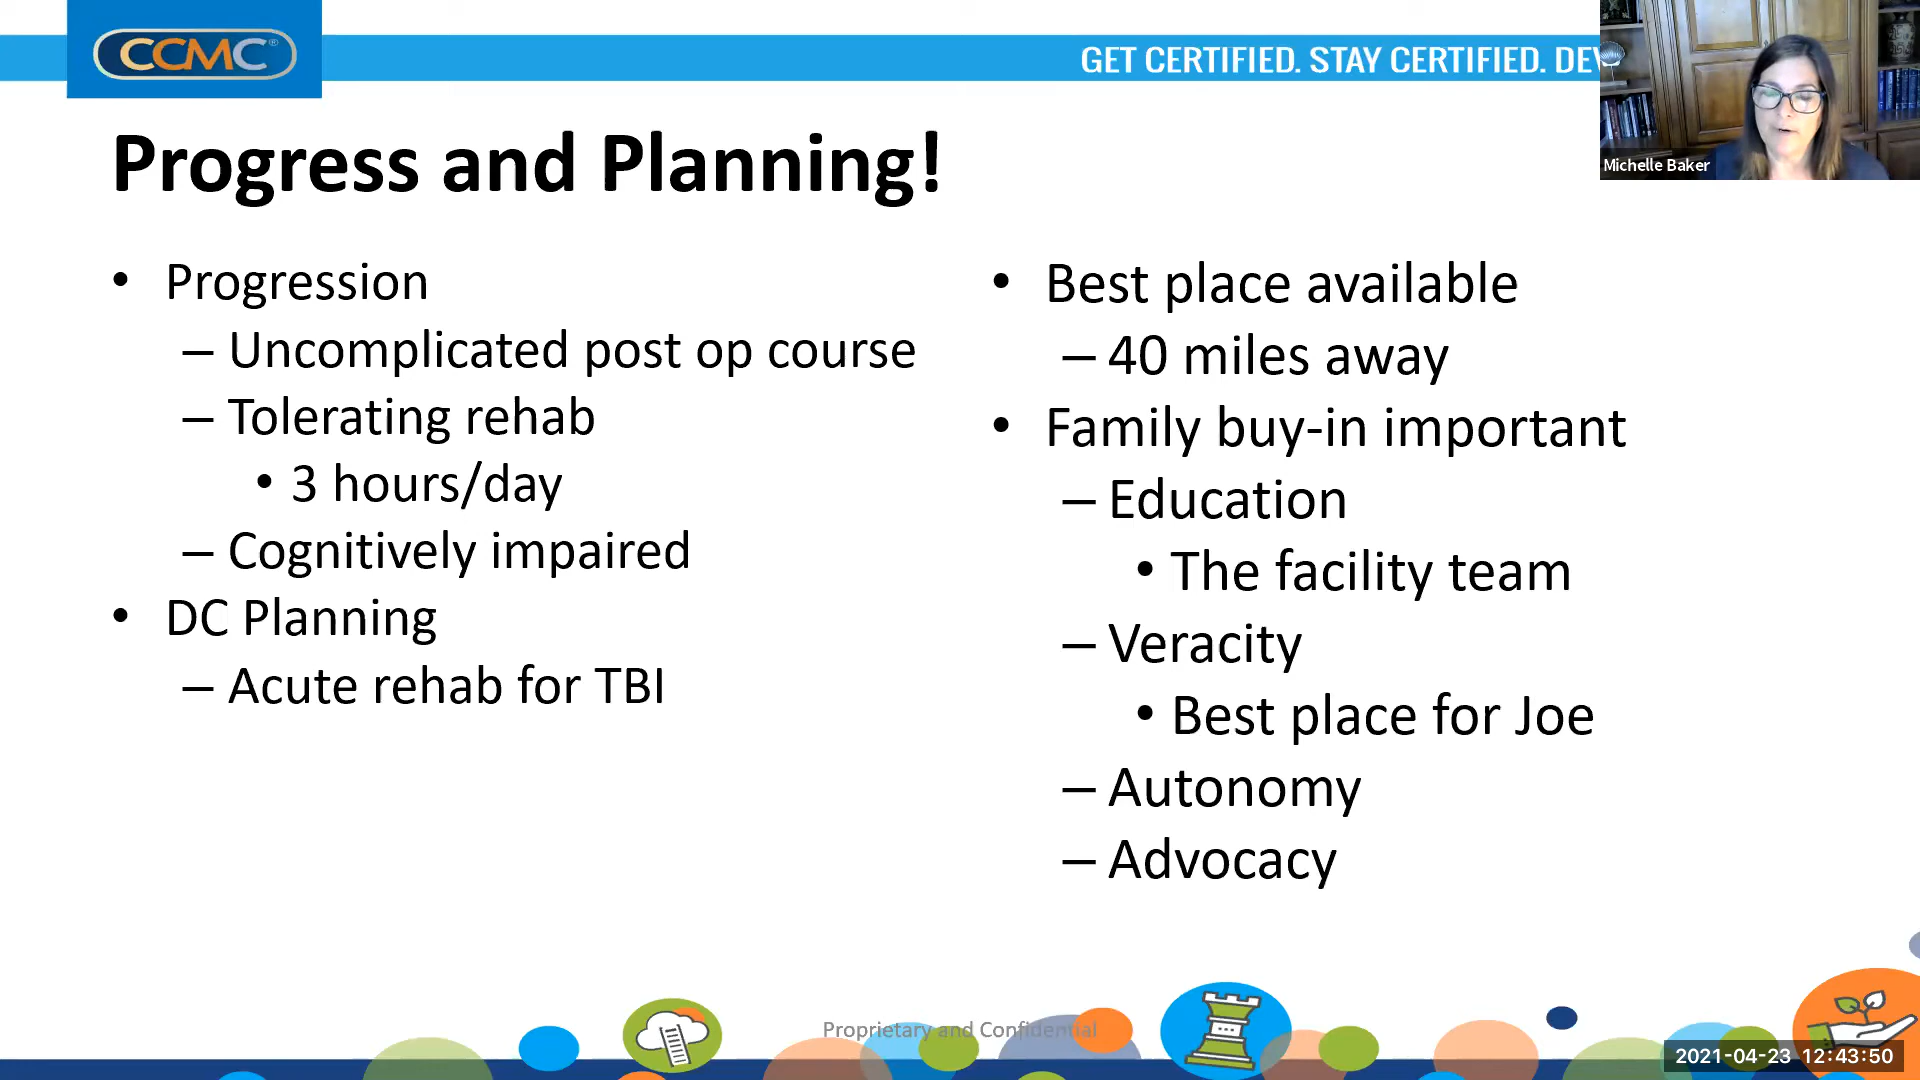 CCMC®
GET CERTIFIED. STAY CERTIFIED. DEV
Michelle Baker
Progress and Planning!
• Progression
– Uncomplicated post op course
– Tolerating rehab
• 3 hours/day
– Cognitively impaired
• DC Planning
– Acute rehab for TBI
• Best place available
– 40 miles away
• Family buy-in important
– Education
• The facility team
– Veracity
• Best place for Joe
– Autonomy
– Advocacy
Proprietary and Confidential
2021-04-23 12:43:50